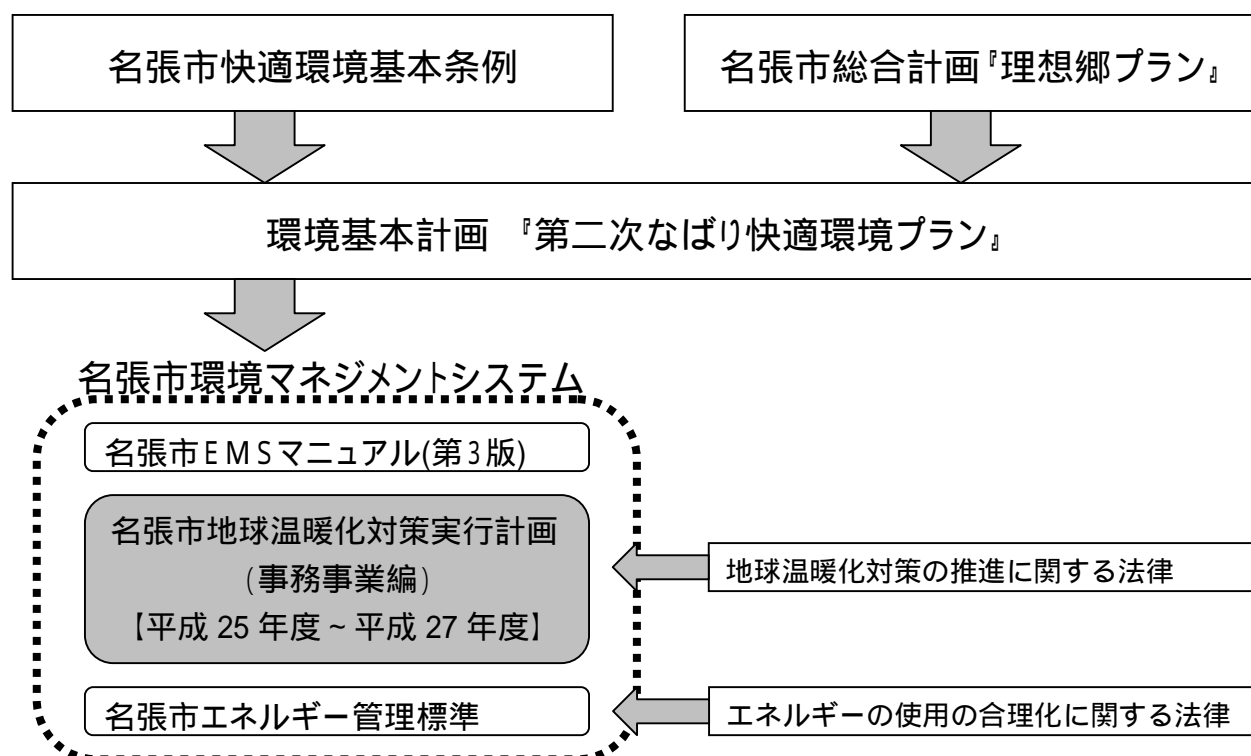 名張市快適環境基本条例
名張市総合計画『理想郷プラン』
環境基本計画 『第二次なばり快適環境プラン』
名張市環境マネジメントシステム
名張市EMSマニュアル(第3版)
名張市地球温暖化対策実行計画
(事務事業編)
【平成 25 年度 ~ 平成 27 年度】
地球温暖化対策の推進に関する法律
名張市エネルギー管理標準
エネルギーの使用の合理化に関する法律